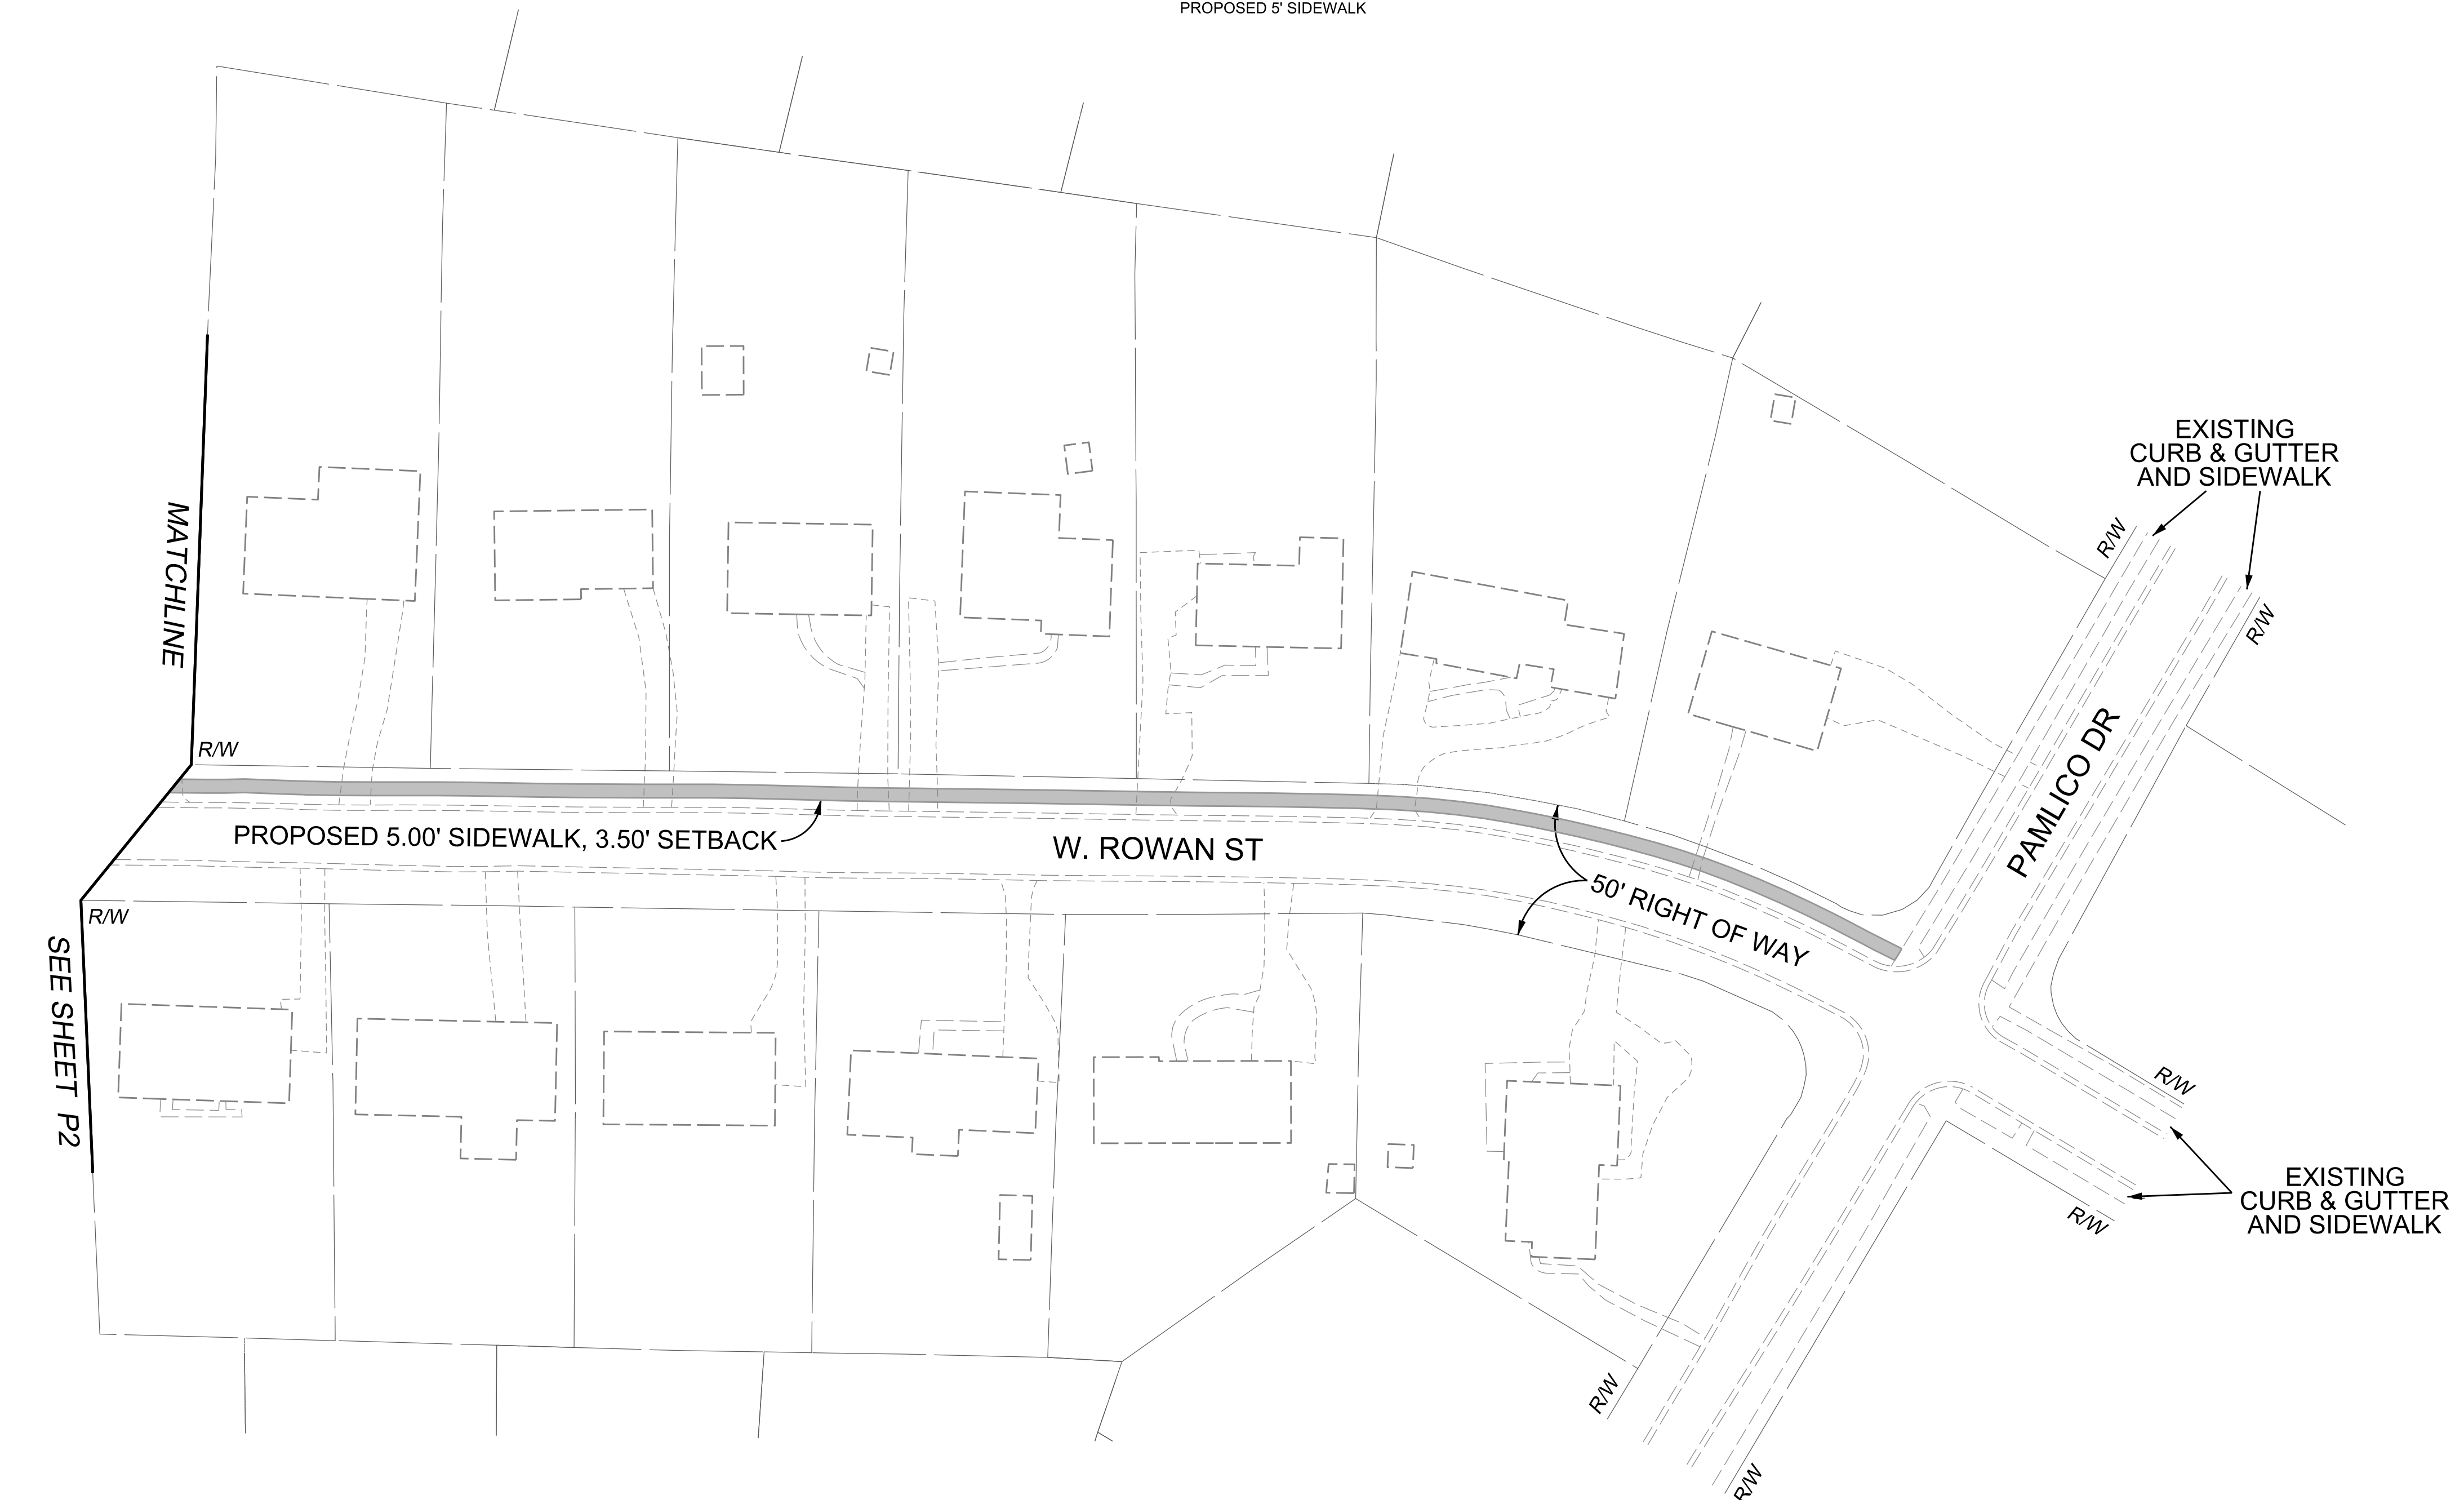 PROPOSED 5' SIDEWALK
EXISTING
CURB & GUTTER
AND SIDEWALK
R/W
R/W
MATCHLINE
PAMLICO DR
R/W
PROPOSED 5.00' SIDEWALK, 3.50' SETBACK
W. ROWAN ST
50' RIGHT OF WAY
R/W
SEE SHEET P2
R/W
EXISTING
CURB & GUTTER
AND SIDEWALK
R/W
R/W
R/W